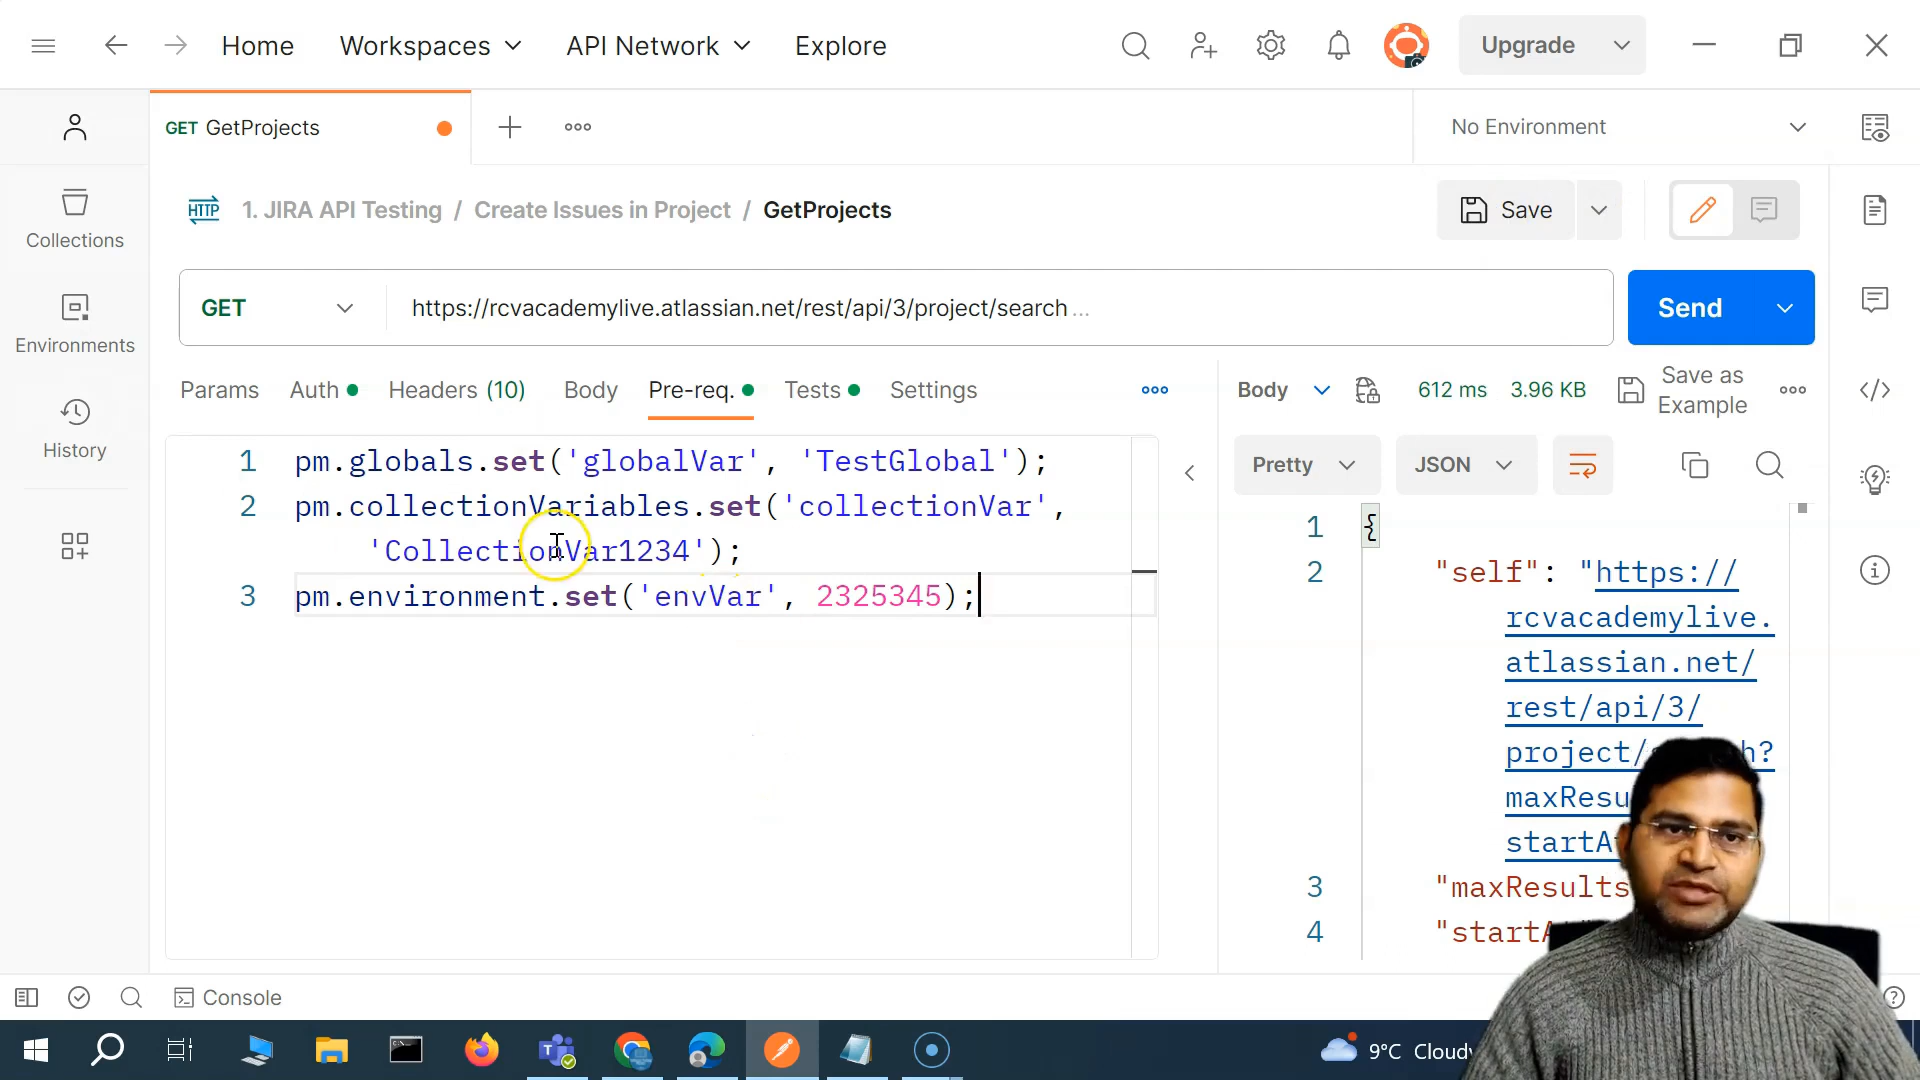 Home Workspaces API Network Explore Upgrade
GET GetProjects No Environment
HTTP 1. JIRA API Testing / Create Issues in Project / GetProjects Save
Collections
GET https://rcvacademylive.atlassian.net/rest/api/3/project/search ... Send
Environments
Params Auth Headers (10) Body Pre-req. Tests Settings Body 612 ms 3.96 KB Save as Example
History
1 pm.globals.set('globalVar', 'TestGlobal');
2 pm.collectionVariables.set('collectionVar',
'CollectionVar1234');
3 pm.environment.set('envVar', 2325345);
Pretty JSON
1 {
2 "self": "https://
rcvacademylive.
atlassian.net/
rest/api/3/
project/ h?
maxResu
startA
3 "maxResults
4 "startA
Console
9°C Cloudy